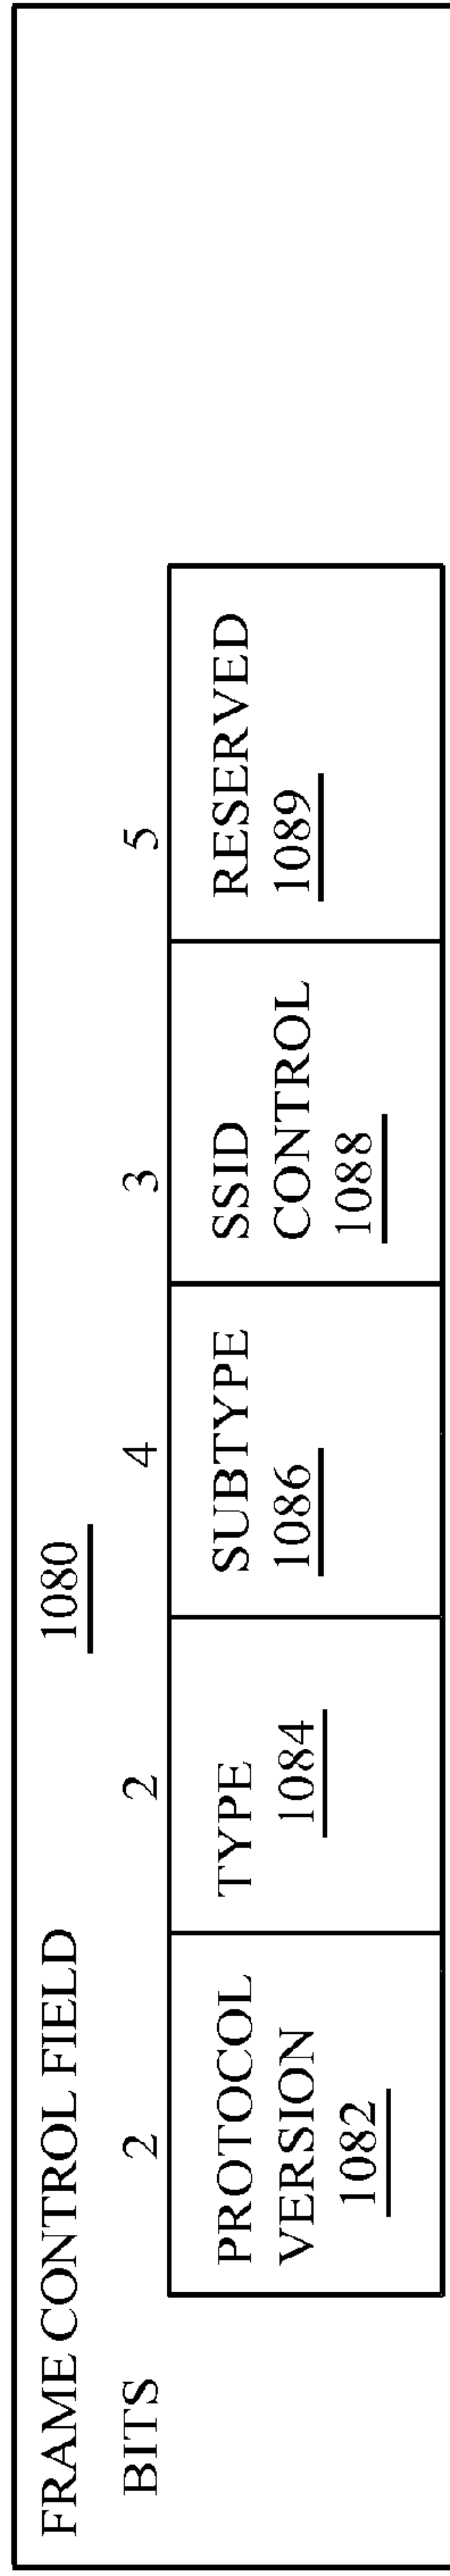 FRAME CONTROL FIELD 1080
BITS 2 2 4 3 5
PROTOCOL
VERSION
1082
TYPE
1084
SUBTYPE
1086
SSID
CONTROL
1088
RESERVED
1089